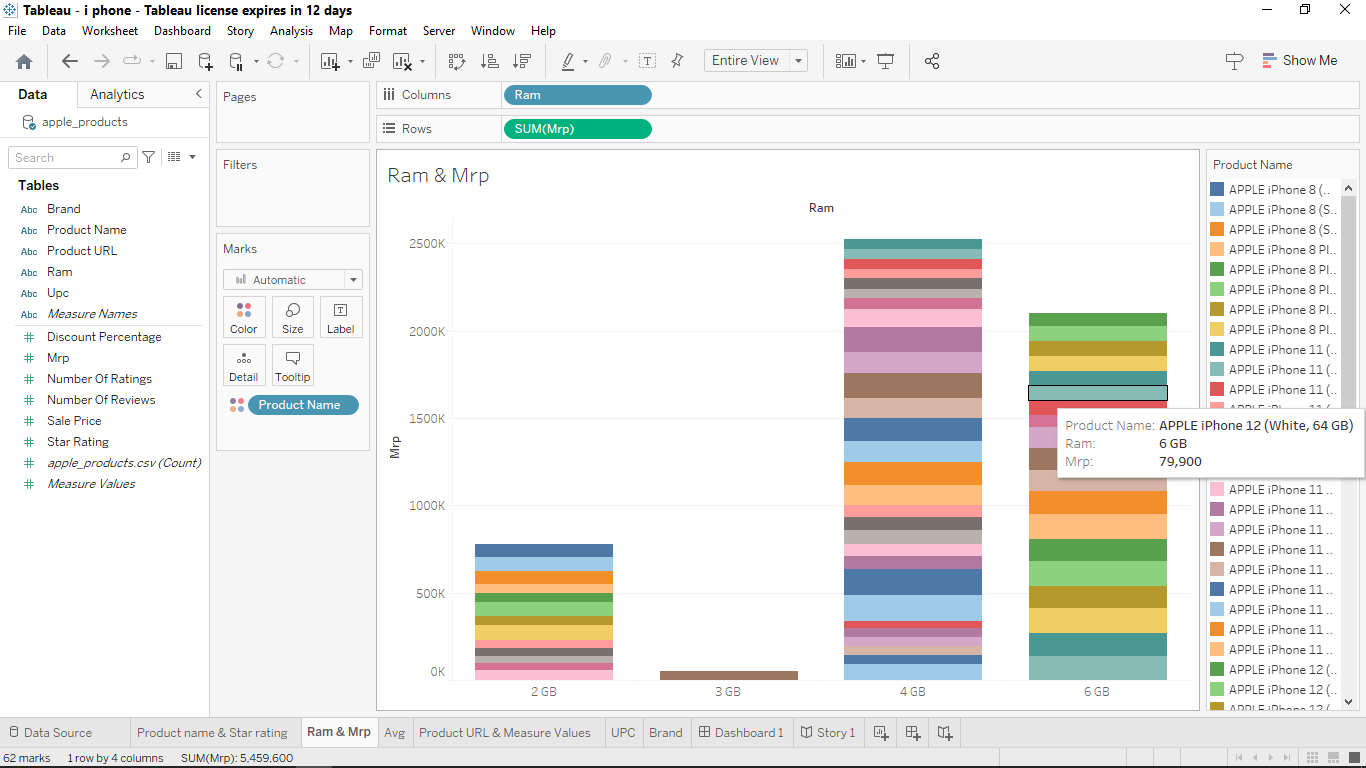 Tableau - i phone - Tableau license expires in 12 days
File Data Worksheet Dashboard Story Analysis Map Format Server Window Help
Entire View
Show Me
Data Analytics
apple_products
Search
Tables
Abc Brand
Abc Product Name
Abc Product URL
Abc Ram
Abc Upc
Abc Measure Names
# Discount Percentage
# Mrp
# Number Of Ratings
# Number Of Reviews
# Sale Price
# Star Rating
# apple_products.csv (Count)
# Measure Values
Pages
Filters
Marks
Automatic
Color Size Label
Detail Tooltip
Product Name
Columns Ram
Rows SUM(Mrp)
Ram & Mrp
Ram
Mrp
2500K
2000K
1500K
1000K
500K
0K
2 GB 3 GB 4 GB 6 GB
Product Name: APPLE iPhone 12 (White, 64 GB)
Ram: 6 GB
Mrp: 79,900
Product Name
APPLE iPhone 8 (..
APPLE iPhone 8 (S..
APPLE iPhone 8 (S..
APPLE iPhone 8 Pl..
APPLE iPhone 8 Pl..
APPLE iPhone 8 Pl..
APPLE iPhone 8 Pl..
APPLE iPhone 8 Pl..
APPLE iPhone 11 (..
APPLE iPhone 11 (..
APPLE iPhone 11 (..
APPLE iPhone 11 (..
APPLE iPhone 11 ..
APPLE iPhone 11 ..
APPLE iPhone 11 ..
APPLE iPhone 11 ..
APPLE iPhone 11 ..
APPLE iPhone 11 ..
APPLE iPhone 11 ..
APPLE iPhone 11 ..
APPLE iPhone 11 ..
APPLE iPhone 12 (..
APPLE iPhone 12 (..
APPLE iPhone 12 (..
Data Source Product name & Star rating Ram & Mrp Avg Product URL & Measure Values UPC Brand Dashboard 1 Story 1
62 marks 1 row by 4 columns SUM(Mrp): 5,459,600